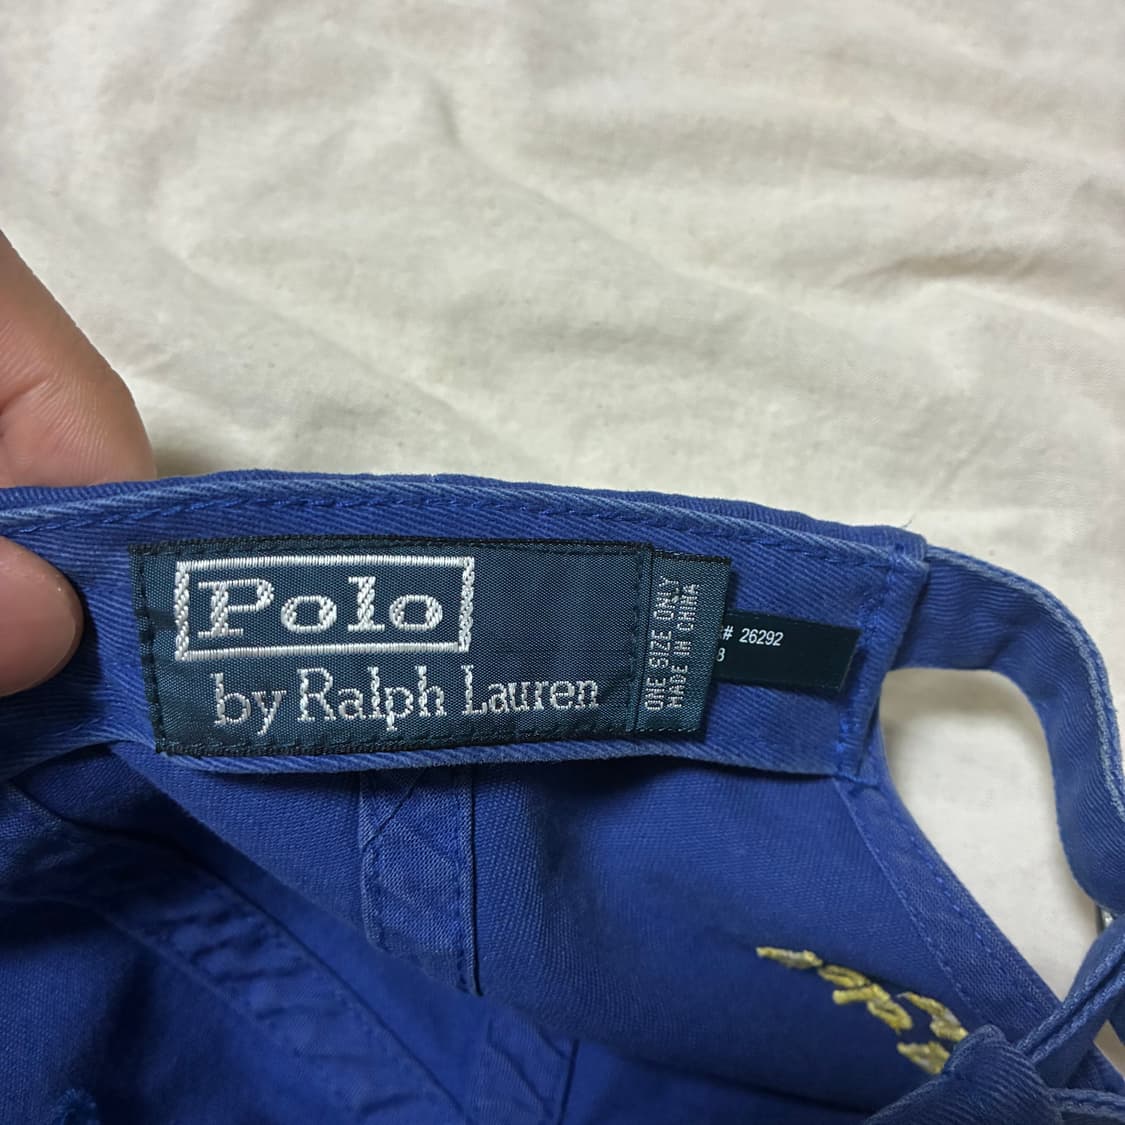 Polo
by Ralph Lauren
ONE SIZE ONLY
MADE IN CHINA
# 26292